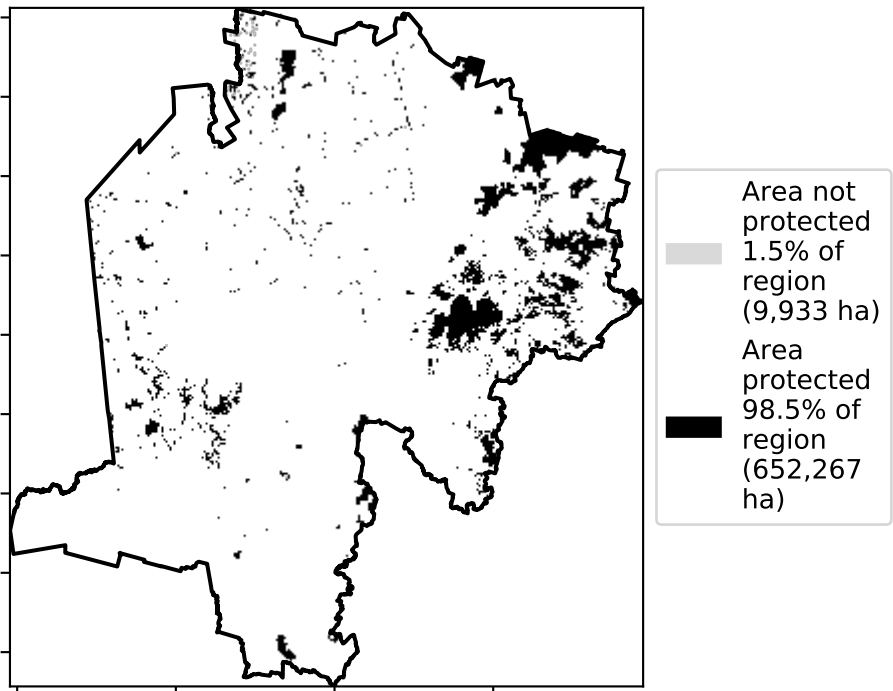 Area not
protected
1.5% of
region
(9,933 ha)
Area
protected
98.5% of
region
(652,267
ha)